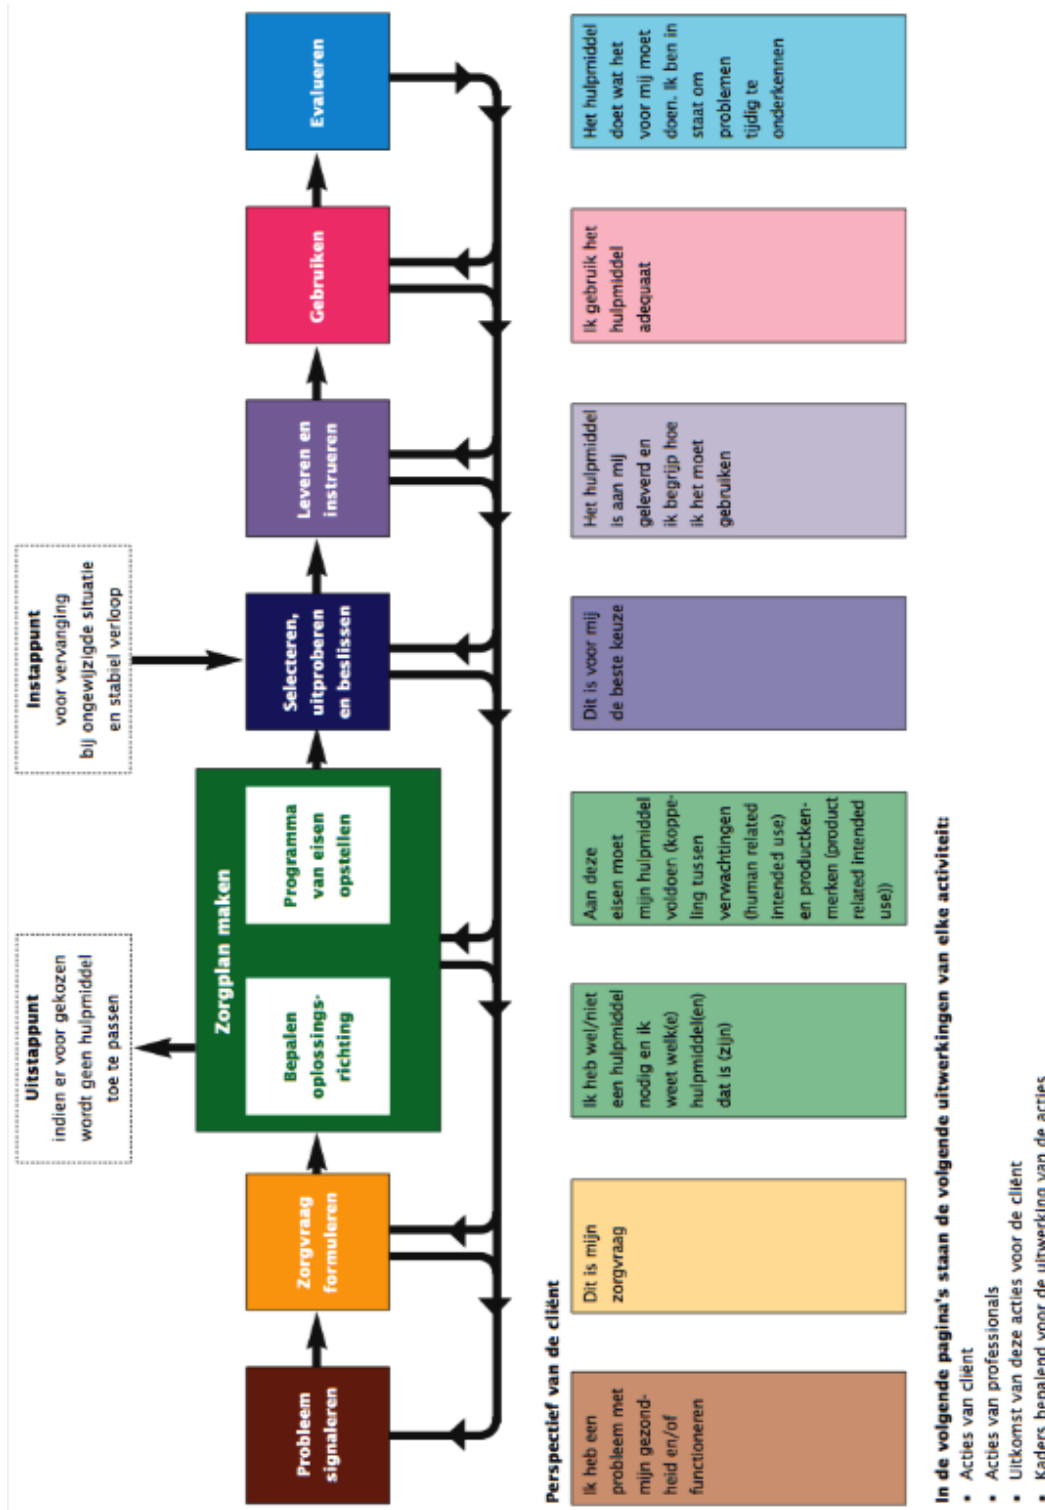 Uitstappunt
indien er voor gekozen
wordt geen hulpmiddel
toe te passen
Instappunt
voor vervanging
bij ongewijzigde situatie
en stabiel verloop
Probleem
signaleren
Zorgvraag
formuleren
Zorgplan maken
Bepalen
oplossings-
richting
Programma
van eisen
opstellen
Selecteren,
uitproberen
en beslissen
Leveren en
instrueren
Gebruiken
Evalueren
Perspectief van de cliënt
Ik heb een
probleem met
mijn gezond-
heid en/of
functioneren
Dit is mijn
zorgvraag
Ik heb wel/niet
een hulpmiddel
nodig en ik
weet welk(e)
hulpmiddel(en)
dat is (zijn)
Aan deze
eisen moet
mijn hulpmiddel
voldoen (koppe-
ling tussen
verwachtingen
(human related
intended use)
en productken-
merken (product
related intended
use))
Dit is voor mij
de beste keuze
Het hulpmiddel
is aan mij
geleverd en
ik begrijp hoe
ik het moet
gebruiken
Ik gebruik het
hulpmiddel
adequaat
Het hulpmiddel
doet wat het
voor mij moet
doen. Ik ben in
staat om
problemen
tijdig te
onderkennen
In de volgende pagina's staan de volgende uitwerkingen van elke activiteit:
• Acties van cliënt
• Acties van professionals
• Uitkomst van deze acties voor de cliënt
• Kaders bepalend voor de uitwerking van de acties